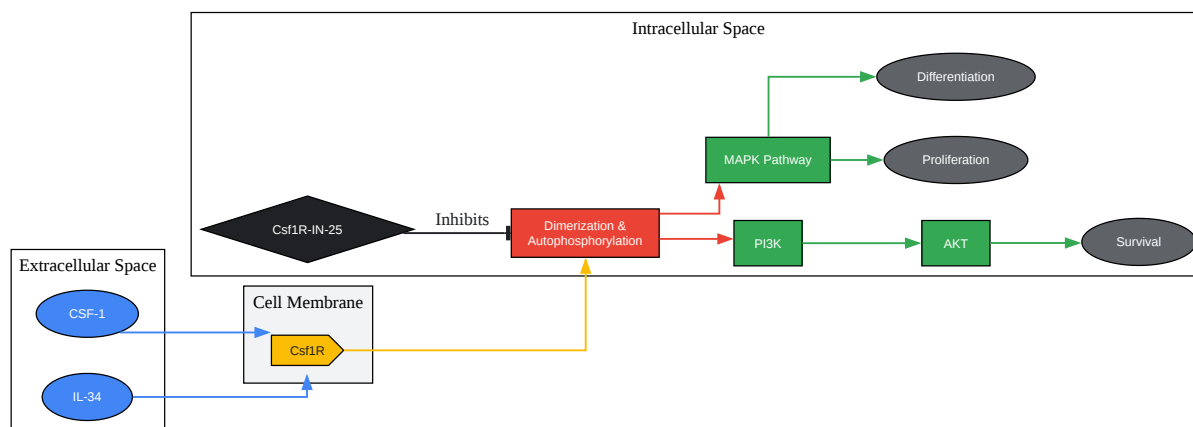 Intracellular Space
Differentiation
MAPK Pathway
Proliferation
Csf1R-IN-25
Inhibits
Dimerization &
Autophosphorylation
PI3K
AKT
Survival
Extracellular Space
CSF-1
IL-34
Cell Membrane
Csf1R